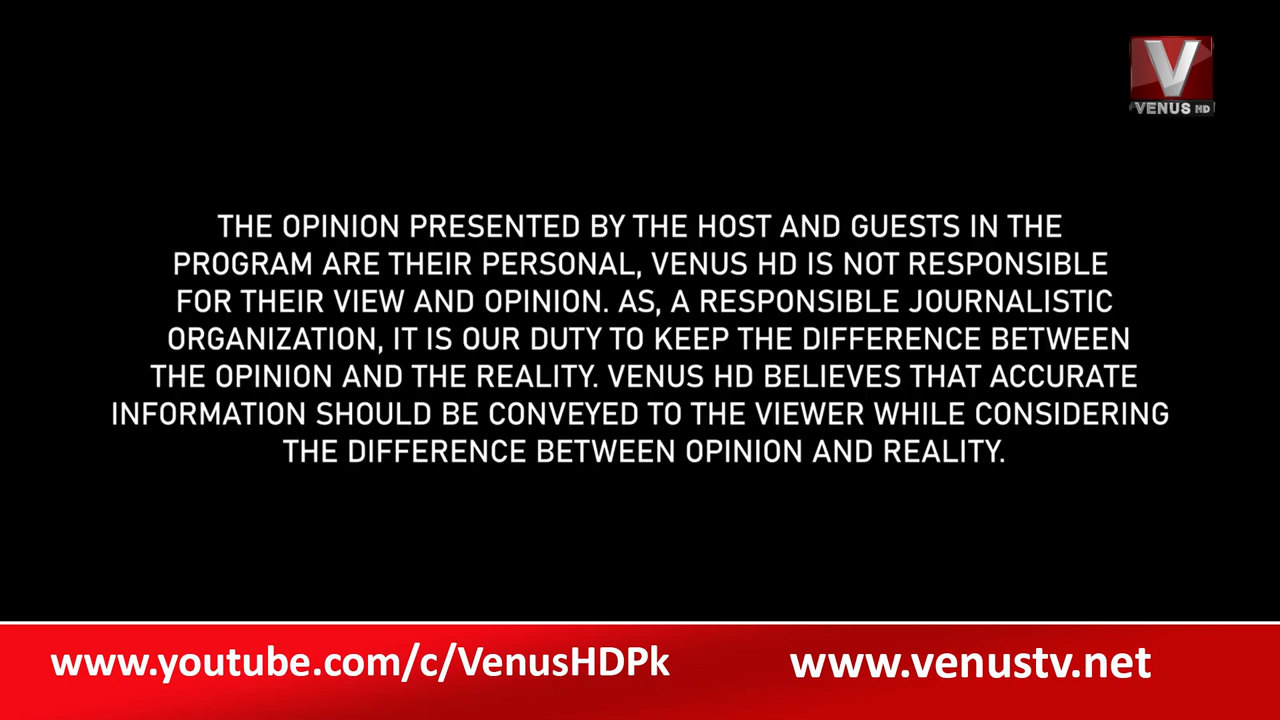 V
VENUS HD
THE OPINION PRESENTED BY THE HOST AND GUESTS IN THE
PROGRAM ARE THEIR PERSONAL, VENUS HD IS NOT RESPONSIBLE
FOR THEIR VIEW AND OPINION. AS, A RESPONSIBLE JOURNALISTIC
ORGANIZATION, IT IS OUR DUTY TO KEEP THE DIFFERENCE BETWEEN
THE OPINION AND THE REALITY. VENUS HD BELIEVES THAT ACCURATE
INFORMATION SHOULD BE CONVEYED TO THE VIEWER WHILE CONSIDERING
THE DIFFERENCE BETWEEN OPINION AND REALITY.
www.youtube.com/c/VenusHDPk
www.venustv.net